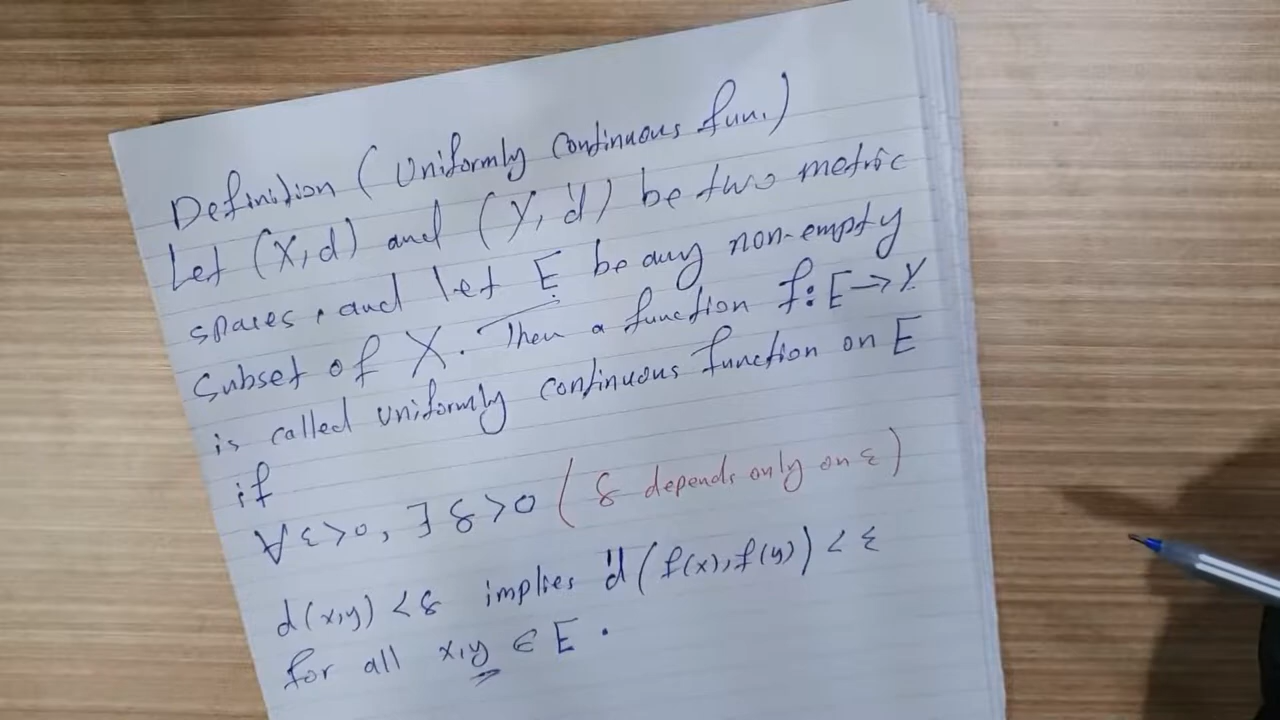 Definition (Uniformly continuous fun.)
Let (X,d) and (Y,d') be two metric
spaces, and let E be any non-empty
subset of X. Then a function f:E→Y
is called uniformly continuous function on E
if
∀ε>0, ∃ δ>0 (δ depends only on ε)
d(x,y) <δ implies d'(f(x),f(y)) < ε
for all x,y ∈ E.